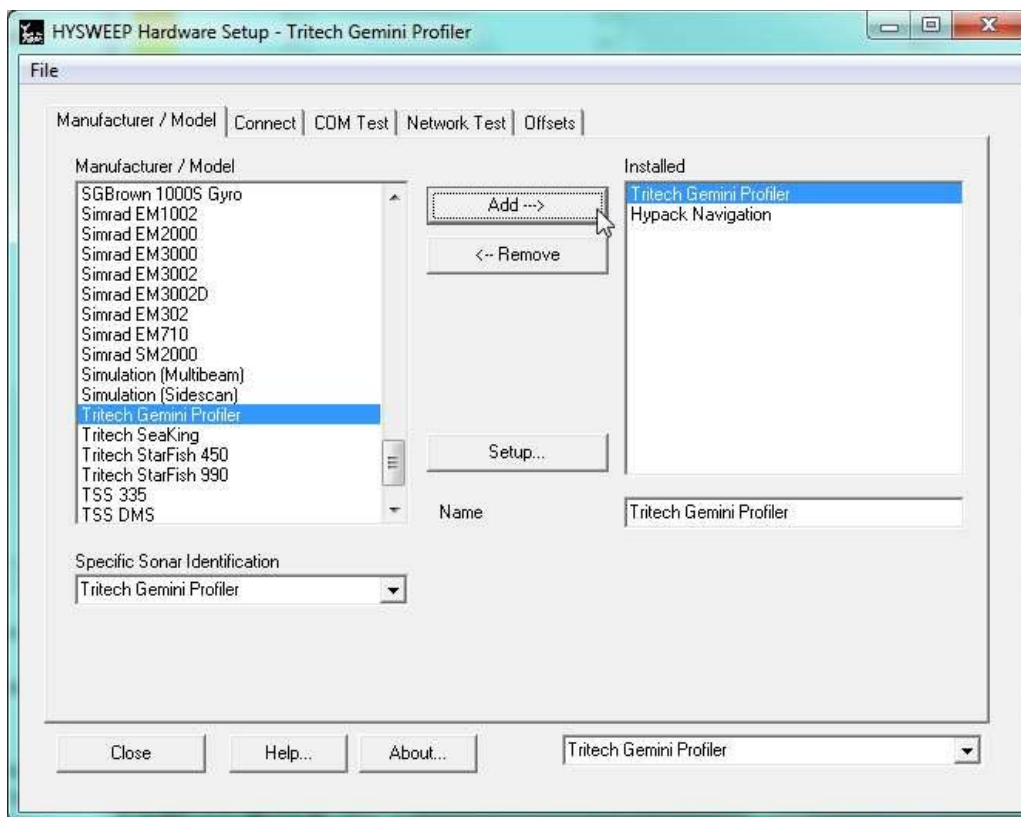 HYSWEEP Hardware Setup - Tritech Gemini Profiler
File
Manufacturer / Model
Connect
COM Test
Network Test
Offsets
Manufacturer / Model
SGBrown 1000S Gyro
Simrad EM1002
Simrad EM2000
Simrad EM3000
Simrad EM3002
Simrad EM3002D
Simrad EM302
Simrad EM710
Simrad SM2000
Simulation (Multibeam)
Simulation (Sidescan)
Tritech Gemini Profiler
Tritech SeaKing
Tritech StarFish 450
Tritech StarFish 990
TSS 335
TSS DMS
Add --->
<-- Remove
Setup...
Installed
Tritech Gemini Profiler
Hypack Navigation
Name
Tritech Gemini Profiler
Specific Sonar Identification
Tritech Gemini Profiler
Close
Help...
About...
Tritech Gemini Profiler